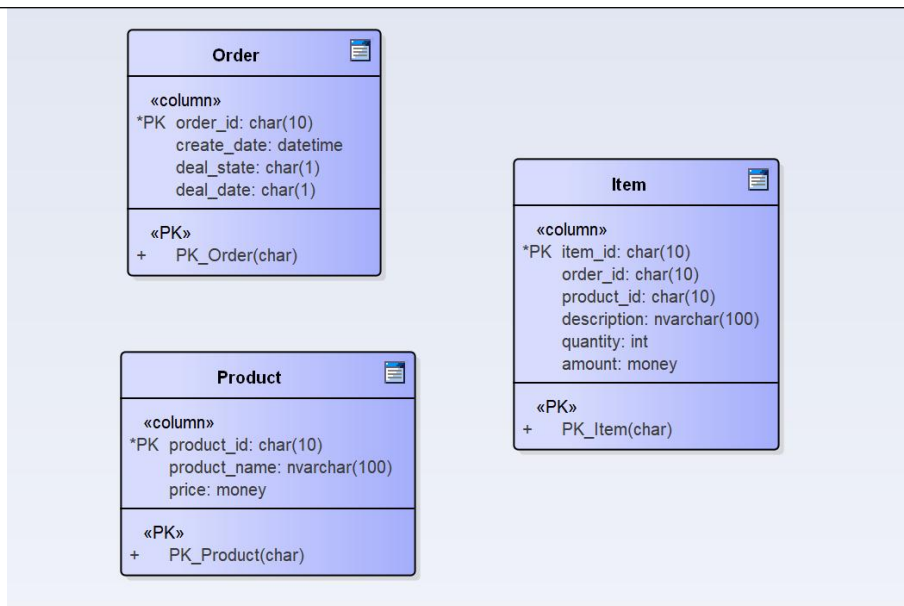 Order
«column»
*PK order_id: char(10)
create_date: datetime
deal_state: char(1)
deal_date: char(1)
«PK»
+ PK_Order(char)
Item
«column»
*PK item_id: char(10)
order_id: char(10)
product_id: char(10)
description: nvarchar(100)
quantity: int
amount: money
«PK»
+ PK_Item(char)
Product
«column»
*PK product_id: char(10)
product_name: nvarchar(100)
price: money
«PK»
+ PK_Product(char)